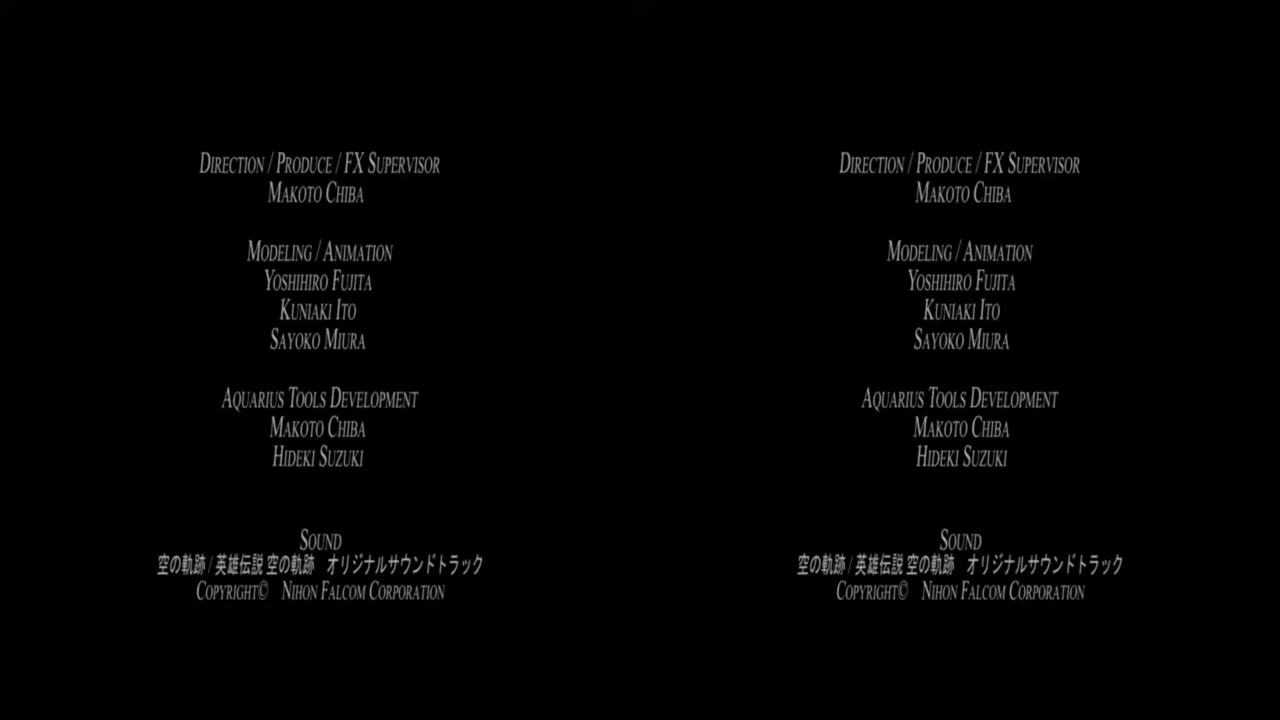 Direction / Produce / FX Supervisor
Makoto Chiba
Modeling / Animation
Yoshihiro Fujita
Kuniaki Ito
Sayoko Miura
Aquarius Tools Development
Makoto Chiba
Hideki Suzuki
Sound
空の軌跡 / 英雄伝説 空の軌跡 オリジナルサウンドトラック
Copyright© Nihon Falcom Corporation
Direction / Produce / FX Supervisor
Makoto Chiba
Modeling / Animation
Yoshihiro Fujita
Kuniaki Ito
Sayoko Miura
Aquarius Tools Development
Makoto Chiba
Hideki Suzuki
Sound
空の軌跡 / 英雄伝説 空の軌跡 オリジナルサウンドトラック
Copyright© Nihon Falcom Corporation